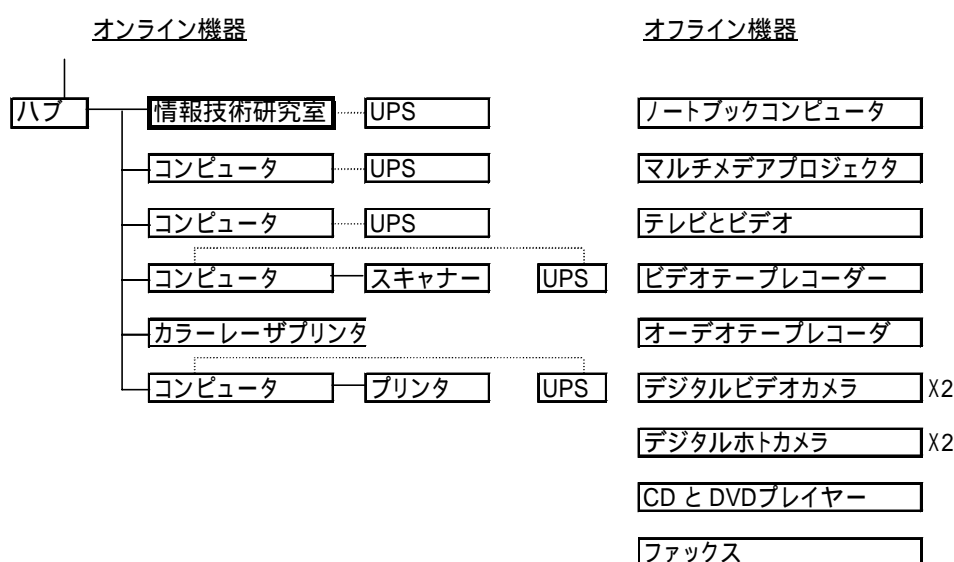 オンライン機器
オフライン機器
ハブ 情報技術研究室 UPS ノートブックコンピュータ
コンピュータ UPS マルチメデアプロジェクタ
コンピュータ UPS テレビとビデオ
コンピュータ スキャナー UPS ビデオテープレコーダー
カラーレーザプリンタ オーデオテープレコーダ
コンピュータ プリンタ UPS デジタルビデオカメラ X2
デジタルホトカメラ X2
CD と DVDプレイヤー
ファックス